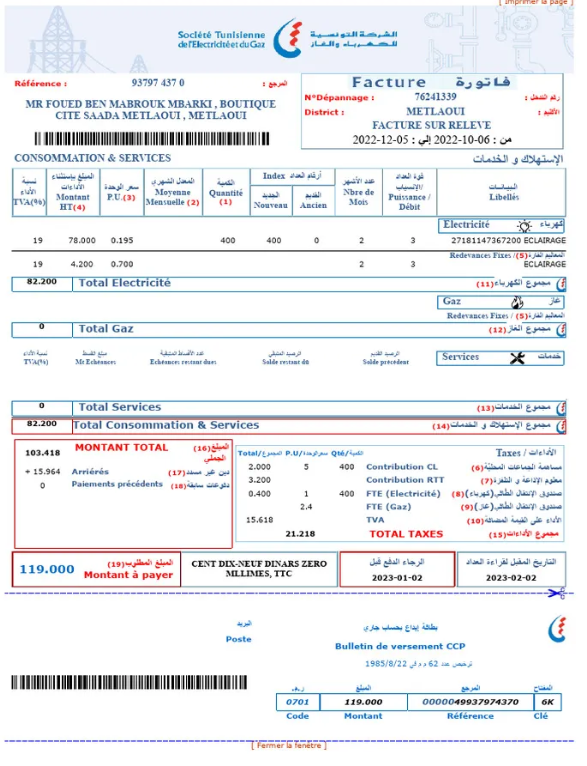 [ Imprimer la page ]
Société Tunisienne
de l'Electricité et du Gaz
الشركة التونسية
للكهرباء والغاز
Référence : 93797 437 0 المرجع :
MR FOUED BEN MABROUK MBARKI , BOUTIQUE
CITE SAADA METLAOUI , METLAOUI
Facture فاتورة
N°Dépannage : 76241339 رقم التدخل :
District : METLAOUI الأقليم :
FACTURE SUR RELEVE
من : 2022-10-06 إلي : 2022-12-05
CONSOMMATION & SERVICES الإستهلاك و الخدمات
نسبة الأداء TVA(%)
المبلغ بإستثناء الأداءات Montant HT(4)
سعر الوحدة P.U.(3)
المعدل الشهري Moyenne Mensuelle (2)
الكمية Quantité (1)
Index أرقام العداد
الجديد Nouveau
القديم Ancien
عدد الأشهر Nbre de Mois
قوة العداد /الإنسياب Puissance / Débit
البيانات Libellés
Electricité كهرباء
19 78.000 0.195 400 400 0 2 3 27181147367200 ECLAIRAGE
Redevances Fixes /(5) المعاليم القارة
19 4.200 0.700 2 3 ECLAIRAGE
82.200 Total Electricité (11) مجموع الكهرباء
Gaz غاز
Redevances Fixes / (5) المعاليم القارة
0 Total Gaz (12) مجموع الغاز
نسبة الأداء TVA(%)
مبلغ القسط Mt Echéances
عدد الأقساط المتبقية Echéances restant dues
الرصيد المتبقي Solde restant dû
الرصيد القديم Solde précédent
Services خدمات
0 Total Services (13) مجموع الخدمات
82.200 Total Consommation & Services (14) مجموع الإستهلاك و الخدمات
103.418 MONTANT TOTAL (16) المبلغ الجملي
+ 15.964 Arriérés (17) دين غير مسدد
0 Paiements précédents (18) دفوعات سابقة
Total/المجموع P.U/سعرالوحدة Qté/الكمية Taxes / الأداءات
2.000 5 400 Contribution CL (6) مساهمة الجماعات المحلية
3.200 Contribution RTT (7) معلوم الإذاعة و التلفزة
0.400 1 400 FTE (Electricité) (8) صندوق الإنتقال الطاقي(كهرباء)
2.4 FTE (Gaz) (9) صندوق الإنتقال الطاقي(غاز)
15.618 TVA (10) الأداء على القيمة المضافة
21.218 TOTAL TAXES (15) مجموع الأداءات
119.000 (19) المبلغ المطلوب
Montant à payer
CENT DIX-NEUF DINARS ZERO
MLLIMES, TTC
الرجاء الدفع قبل
2023-01-02
التاريخ المقبل لقراءة العداد
2023-02-02
البريد
Poste
بطاقة إيداع بحساب جاري
Bulletin de versement CCP
ترخيص عدد 62 م و في 1985/8/22
ر.م. المبلغ المرجع المفتاح
0701 119.000 0000049937974370 6K
Code Montant Référence Clé
[ Fermer la fenêtre ]